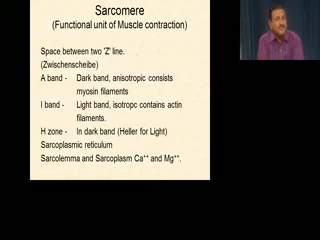 Sarcomere
(Functional unit of Muscle contraction)
Space between two 'Z' line.
(Zwischenscheibe)
A band - Dark band, anisotropic consists
myosin filaments
I band - Light band, isotropc contains actin
filaments.
H zone - In dark band (Heller for Light)
Sarcoplasmic reticulum
Sarcolemma and Sarcoplasm Ca++ and Mg++.